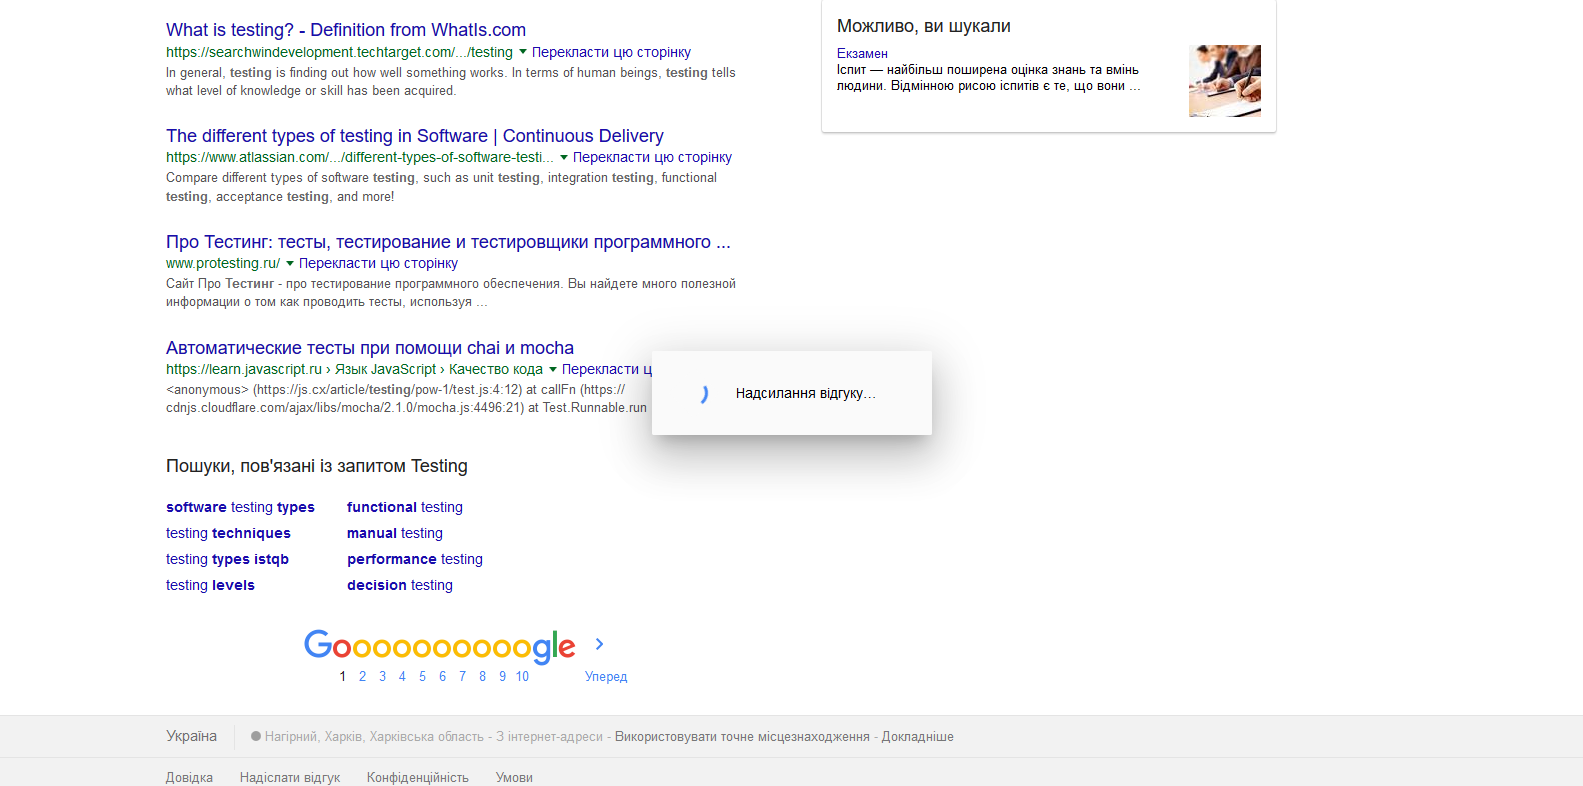 What is testing? - Definition from WhatIs.com
https://searchwindevelopment.techtarget.com/.../testing Перекласти цю сторінку
In general, testing is finding out how well something works. In terms of human beings, testing tells
what level of knowledge or skill has been acquired.
The different types of testing in Software | Continuous Delivery
https://www.atlassian.com/.../different-types-of-software-testi... Перекласти цю сторінку
Compare different types of software testing, such as unit testing, integration testing, functional
testing, acceptance testing, and more!
Про Тестинг: тесты, тестирование и тестировщики программного ...
www.protesting.ru/ Перекласти цю сторінку
Сайт Про Тестинг - про тестирование программного обеспечения. Вы найдете много полезной
информации о том как проводить тесты, используя ...
Автоматические тесты при помощи chai и mocha
https://learn.javascript.ru › Язык JavaScript › Качество кода Перекласти ц
<anonymous> (https://js.cx/article/testing/pow-1/test.js:4:12) at callFn (https://
cdnjs.cloudflare.com/ajax/libs/mocha/2.1.0/mocha.js:4496:21) at Test.Runnable.run
Можливо, ви шукали
Екзамен
Іспит — найбільш поширена оцінка знань та вмінь
людини. Відмінною рисою іспитів є те, що вони ...
Надсилання відгуку…
Пошуки, пов'язані із запитом Testing
software testing types functional testing
testing techniques manual testing
testing types istqb performance testing
testing levels decision testing
Goooooooooogle
1 2 3 4 5 6 7 8 9 10 Уперед
Україна Нагірний, Харків, Харківська область - З інтернет-адреси - Використовувати точне місцезнаходження - Докладніше
Довідка Надіслати відгук Конфіденційність Умови